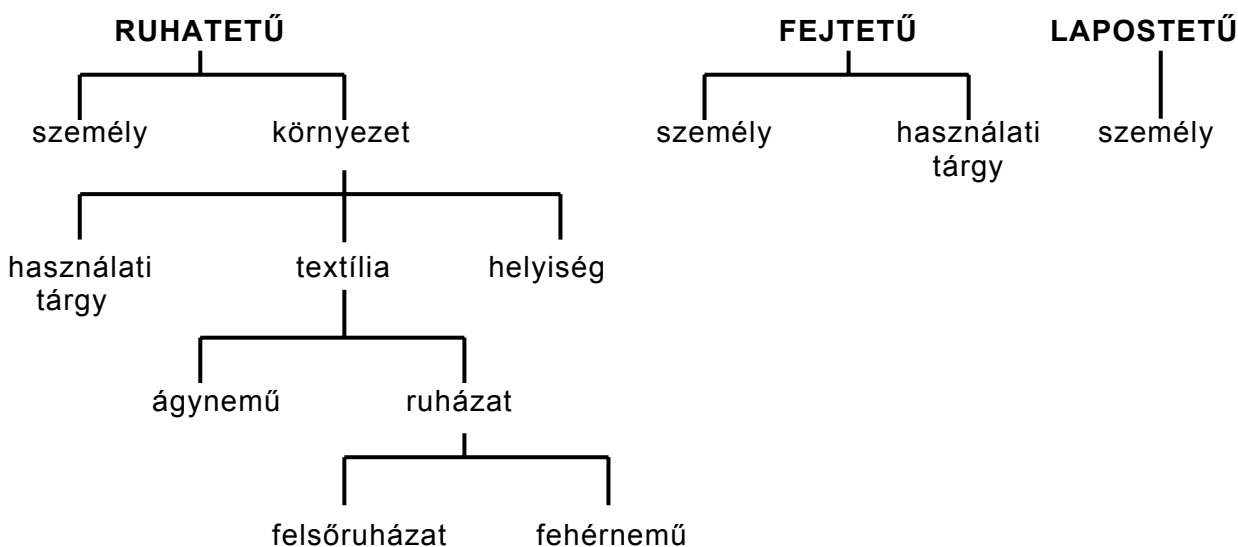 RUHATETŰ FEJTETŰ LAPOSTETŰ
személy környezet személy használati személy
tárgy
használati textília helyiség
tárgy
ágynemű ruházat
felsőruházat fehérnemű